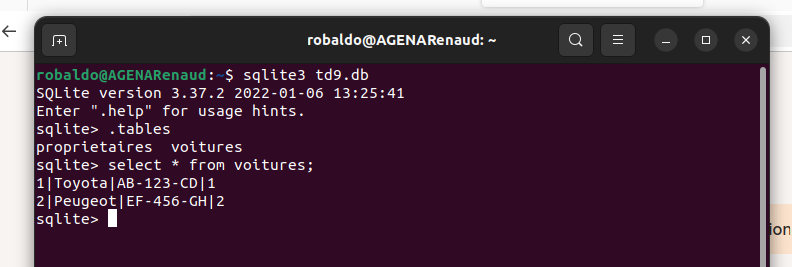 robaldo@AGENARenaud: ~
robaldo@AGENARenaud:~$ sqlite3 td9.db
SQLite version 3.37.2 2022-01-06 13:25:41
Enter ".help" for usage hints.
sqlite> .tables
proprietaires  voitures
sqlite> select * from voitures;
1|Toyota|AB-123-CD|1
2|Peugeot|EF-456-GH|2
sqlite>
ion